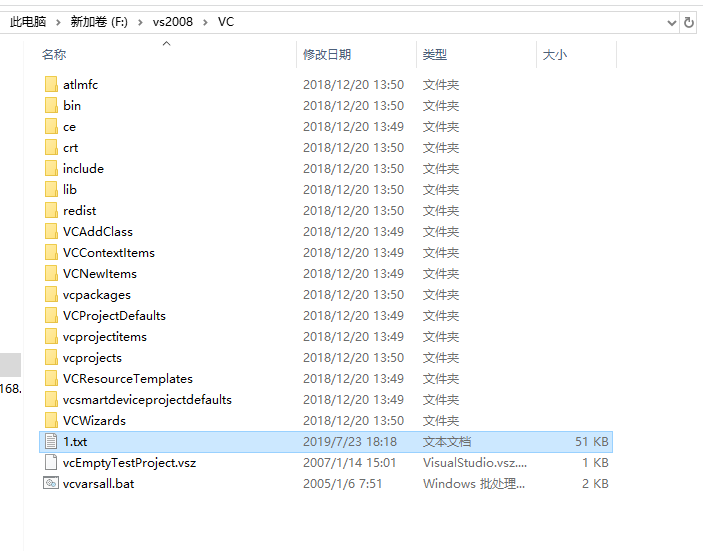 此电脑 > 新加卷 (F:) > vs2008 > VC
名称 修改日期 类型 大小
atlmfc 2018/12/20 13:50 文件夹
bin 2018/12/20 13:50 文件夹
ce 2018/12/20 13:49 文件夹
crt 2018/12/20 13:50 文件夹
include 2018/12/20 13:50 文件夹
lib 2018/12/20 13:50 文件夹
redist 2018/12/20 13:50 文件夹
VCAddClass 2018/12/20 13:49 文件夹
VCContextItems 2018/12/20 13:49 文件夹
VCNewItems 2018/12/20 13:49 文件夹
vcpackages 2018/12/20 13:50 文件夹
VCProjectDefaults 2018/12/20 13:49 文件夹
vcprojectitems 2018/12/20 13:49 文件夹
vcprojects 2018/12/20 13:50 文件夹
VCResourceTemplates 2018/12/20 13:49 文件夹
168.
vcsmartdeviceprojectdefaults 2018/12/20 13:49 文件夹
VCWizards 2018/12/20 13:50 文件夹
1.txt 2019/7/23 18:18 文本文档 51 KB
vcEmptyTestProject.vsz 2007/1/14 15:01 VisualStudio.vsz.... 1 KB
vcvarsall.bat 2005/1/6 7:51 Windows 批处理... 2 KB